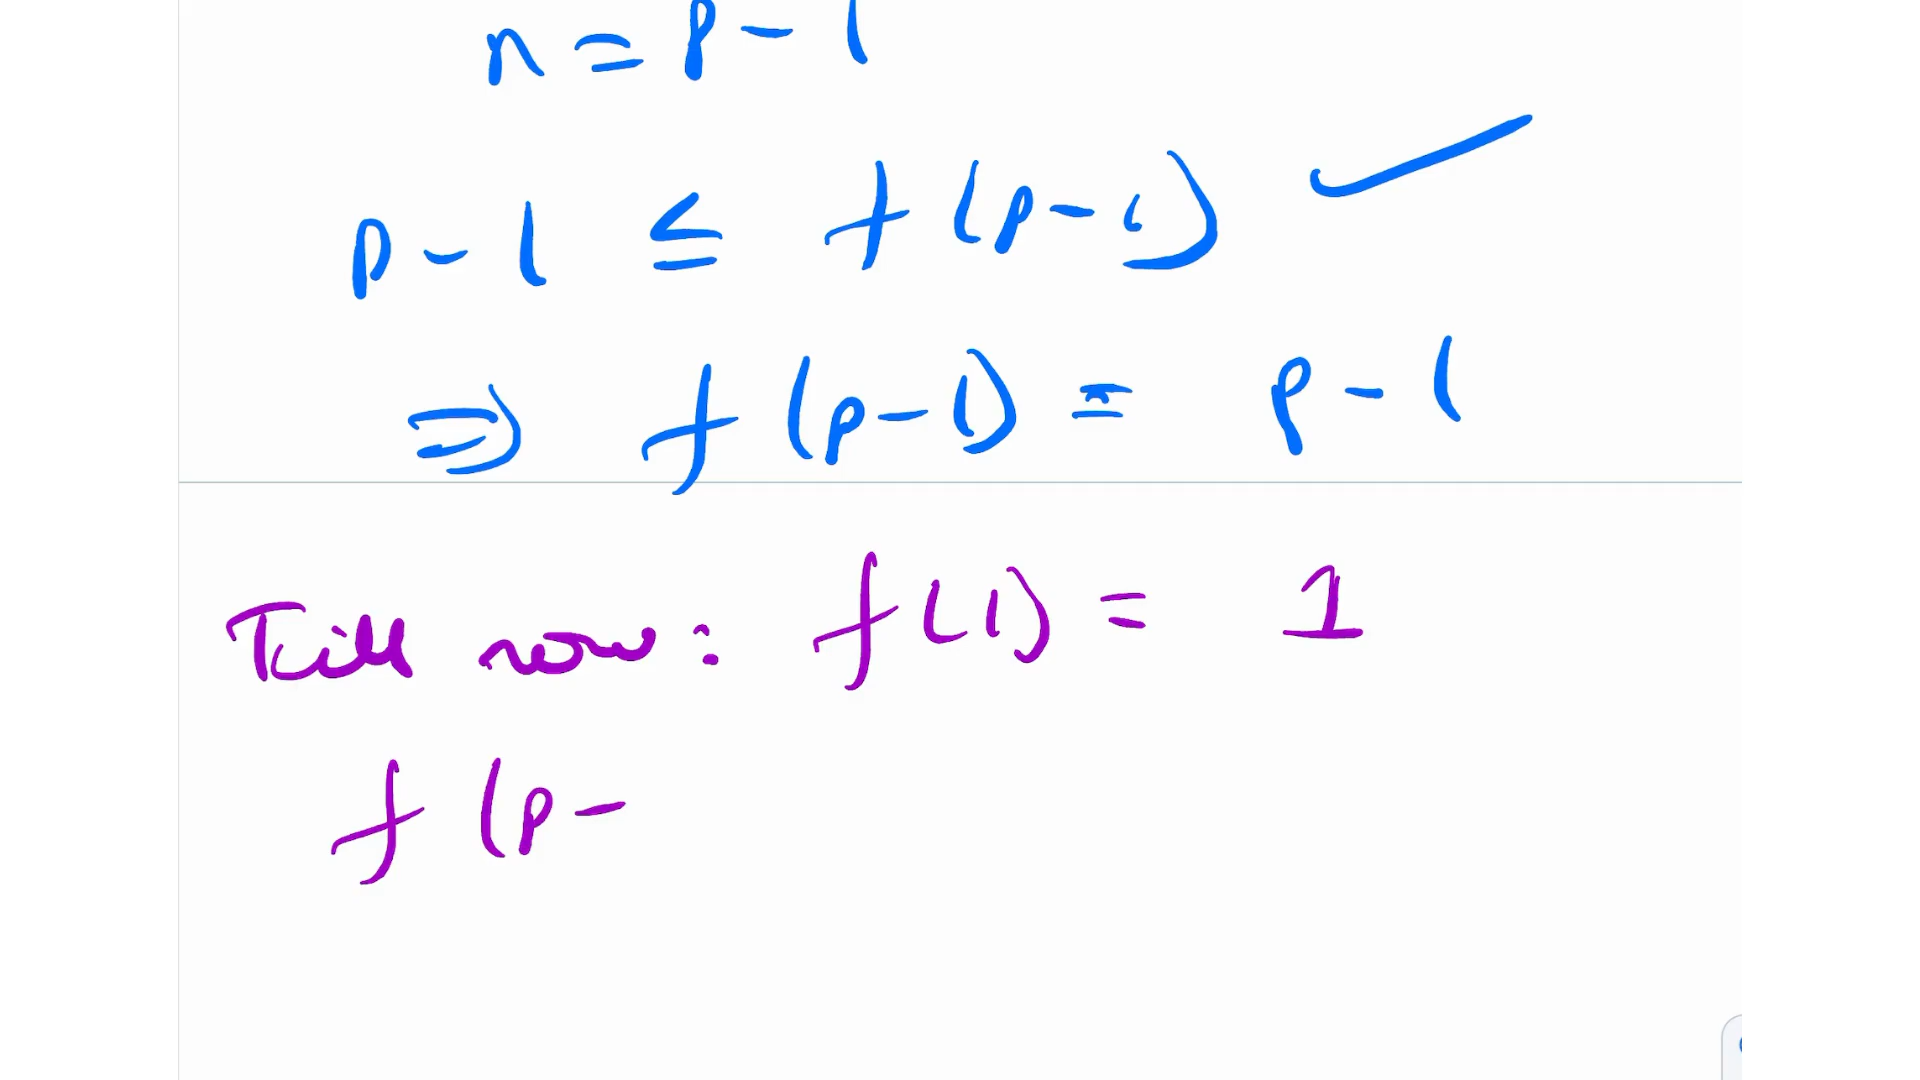 n = p - 1
p - 1 ≤ f(p-1) ✓
⇒ f(p-1) = p - 1
Till now: f(1) = 1
f(p-